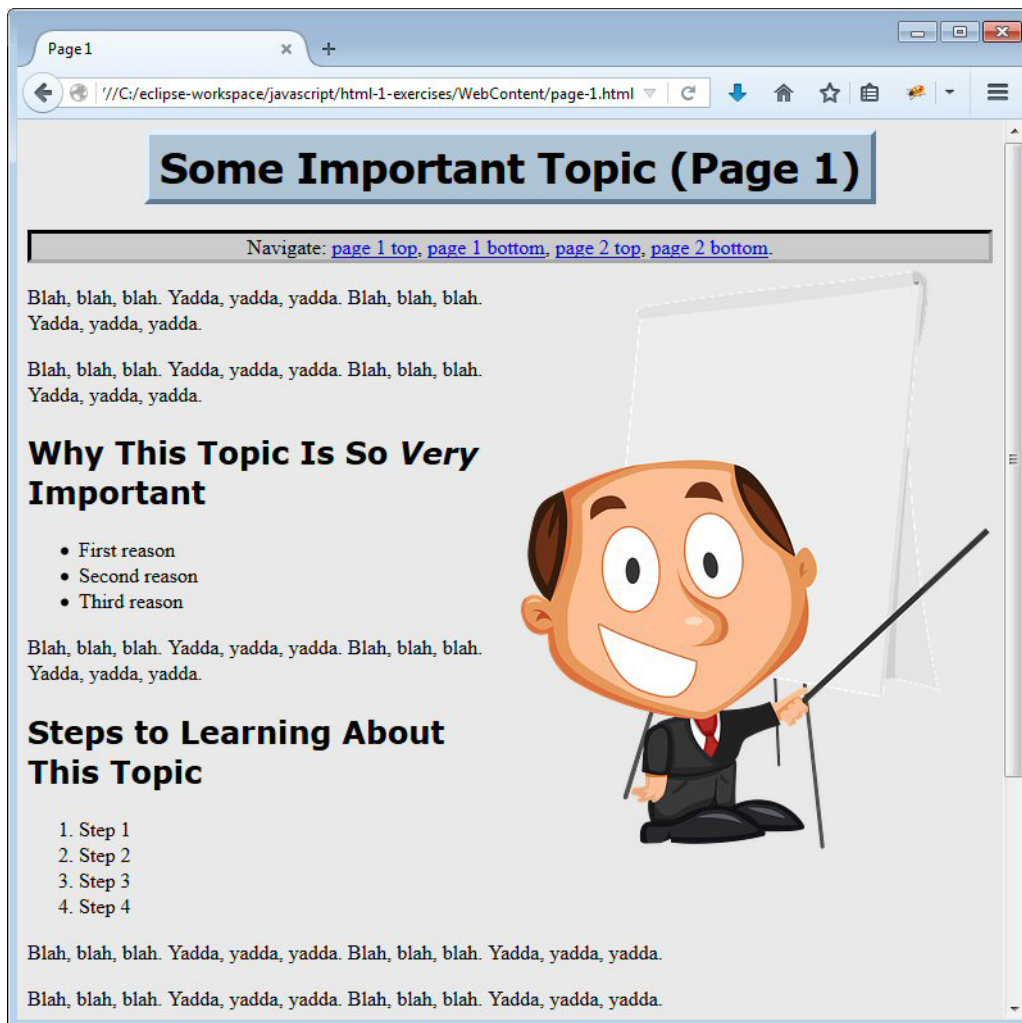 Page 1
'//C:/eclipse-workspace/javascript/html-1-exercises/WebContent/page-1.html
Some Important Topic (Page 1)
Navigate: page 1 top, page 1 bottom, page 2 top, page 2 bottom.
Blah, blah, blah. Yadda, yadda, yadda. Blah, blah, blah.
Yadda, yadda, yadda.
Blah, blah, blah. Yadda, yadda, yadda. Blah, blah, blah.
Yadda, yadda, yadda.
Why This Topic Is So Very
Important
• First reason
• Second reason
• Third reason
Blah, blah, blah. Yadda, yadda, yadda. Blah, blah, blah.
Yadda, yadda, yadda.
Steps to Learning About
This Topic
1. Step 1
2. Step 2
3. Step 3
4. Step 4
Blah, blah, blah. Yadda, yadda, yadda. Blah, blah, blah. Yadda, yadda, yadda.
Blah, blah, blah. Yadda, yadda, yadda. Blah, blah, blah. Yadda, yadda, yadda.